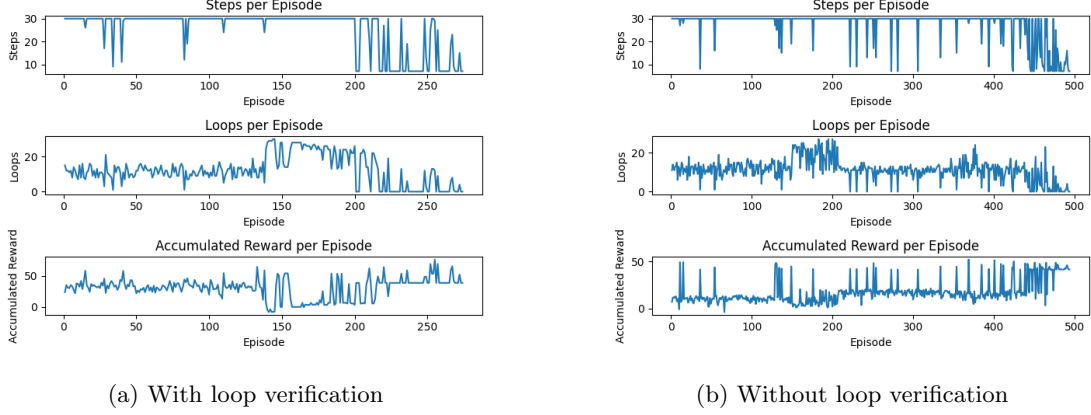 Steps per Episode
30
20
10
Steps
0 50 100 150 200 250
Episode
Loops per Episode
20
0
Loops
0 50 100 150 200 250
Episode
Accumulated Reward per Episode
50
0
Accumulated Reward
0 50 100 150 200 250
Episode
(a) With loop verification
Steps per Episode
30
20
10
Steps
0 100 200 300 400 500
Episode
Loops per Episode
20
0
Loops
0 100 200 300 400 500
Episode
Accumulated Reward per Episode
50
0
Accumulated Reward
0 100 200 300 400 500
Episode
(b) Without loop verification